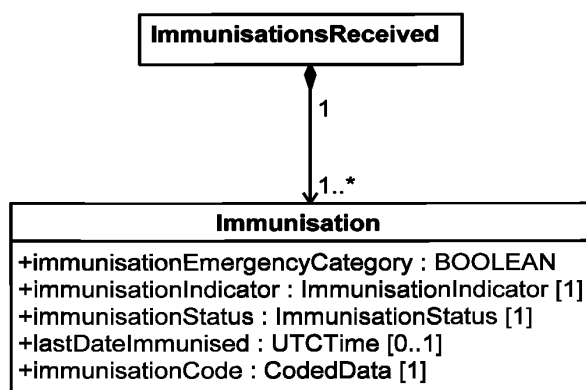 ImmunisationsReceived
1
1..*
Immunisation
+immunisationEmergencyCategory : BOOLEAN
+immunisationIndicator : ImmunisationIndicator [1]
+immunisationStatus : ImmunisationStatus [1]
+lastDateImmunised : UTCTime [0..1]
+immunisationCode : CodedData [1]